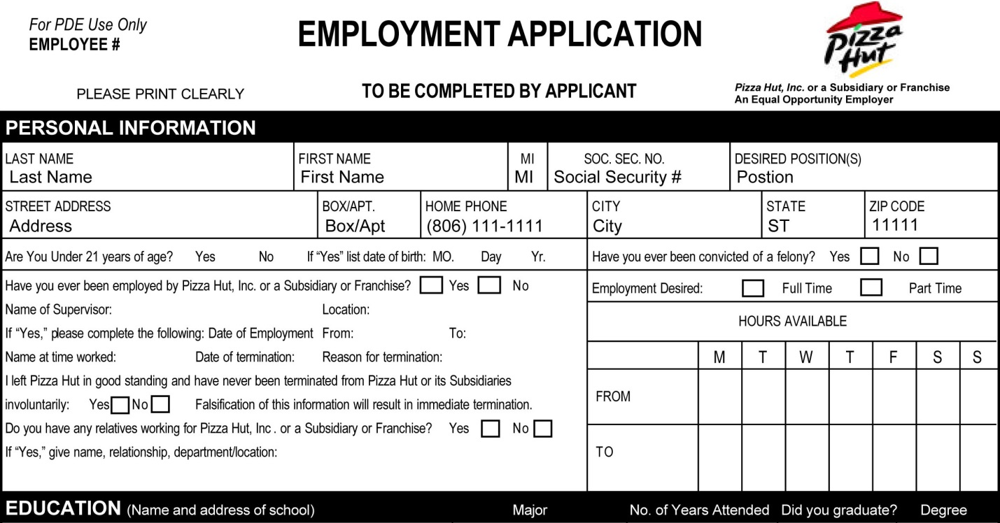 For PDE Use Only
EMPLOYEE #
EMPLOYMENT APPLICATION
Pizza
Hut
PLEASE PRINT CLEARLY
TO BE COMPLETED BY APPLICANT
Pizza Hut, Inc. or a Subsidiary or Franchise
An Equal Opportunity Employer
PERSONAL INFORMATION
LAST NAME FIRST NAME MI SOC. SEC. NO. DESIRED POSITION(S)
Last Name First Name MI Social Security # Postion
STREET ADDRESS BOX/APT. HOME PHONE CITY STATE ZIP CODE
Address Box/Apt (806) 111-1111 City ST 11111
Are You Under 21 years of age? Yes No If “Yes” list date of birth: MO. Day Yr.
Have you ever been convicted of a felony? Yes No
Have you ever been employed by Pizza Hut, Inc. or a Subsidiary or Franchise? Yes No
Employment Desired: Full Time Part Time
Name of Supervisor: Location:
If “Yes,” please complete the following: Date of Employment From: To:
Name at time worked: Date of termination: Reason for termination:
I left Pizza Hut in good standing and have never been terminated from Pizza Hut or its Subsidiaries
involuntarily: Yes No Falsification of this information will result in immediate termination.
Do you have any relatives working for Pizza Hut, Inc . or a Subsidiary or Franchise? Yes No
If “Yes,” give name, relationship, department/location:
HOURS AVAILABLE
M T W T F S S
FROM
TO
EDUCATION (Name and address of school) Major No. of Years Attended Did you graduate? Degree